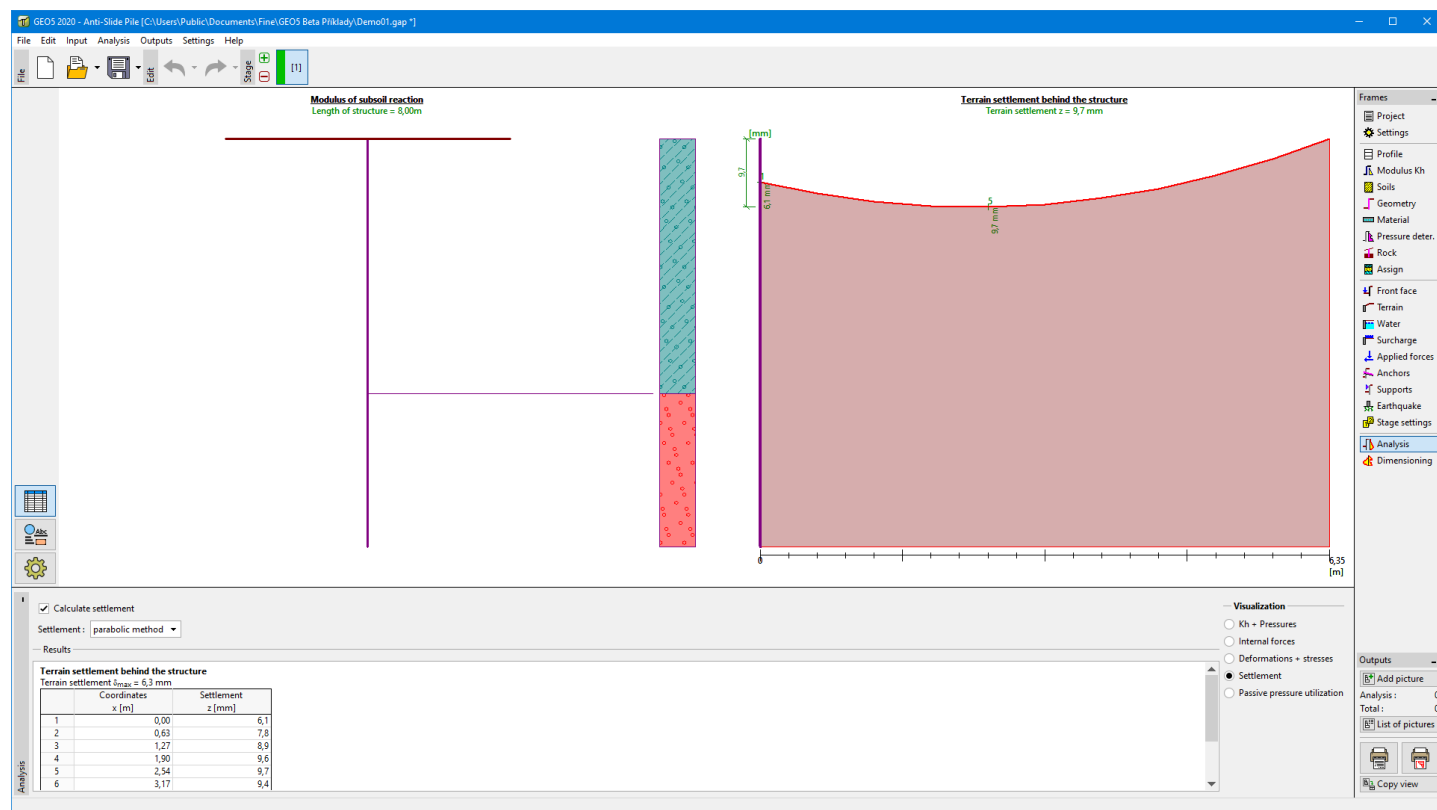 GEO5 2020 - Anti-Slide Pile [C:\Users\Public\Documents\Fine\GEO5 Beta Příklady\Demo01.gap *]
File Edit Input Analysis Outputs Settings Help
File
Edit
Stage
[1]
Modulus of subsoil reaction
Length of structure = 8,00m
Terrain settlement behind the structure
Terrain settlement z = 9,7 mm
[mm]
9,7
6,1 mm
5
9,7 mm
0
6,35
[m]
Frames
Project
Settings
Profile
Modulus Kh
Soils
Geometry
Material
Pressure deter.
Rock
Assign
Front face
Terrain
Water
Surcharge
Applied forces
Anchors
Supports
Earthquake
Stage settings
Analysis
Dimensioning
Abc
Analysis
Calculate settlement
Settlement : parabolic method
Results
Terrain settlement behind the structure
Terrain settlement δmax = 6,3 mm
Coordinates Settlement
x [m] z [mm]
1 0,00 6,1
2 0,63 7,8
3 1,27 8,9
4 1,90 9,6
5 2,54 9,7
6 3,17 9,4
Visualization
Kh + Pressures
Internal forces
Deformations + stresses
Settlement
Passive pressure utilization
Outputs
Add picture
Analysis :
Total :
List of pictures
Copy view